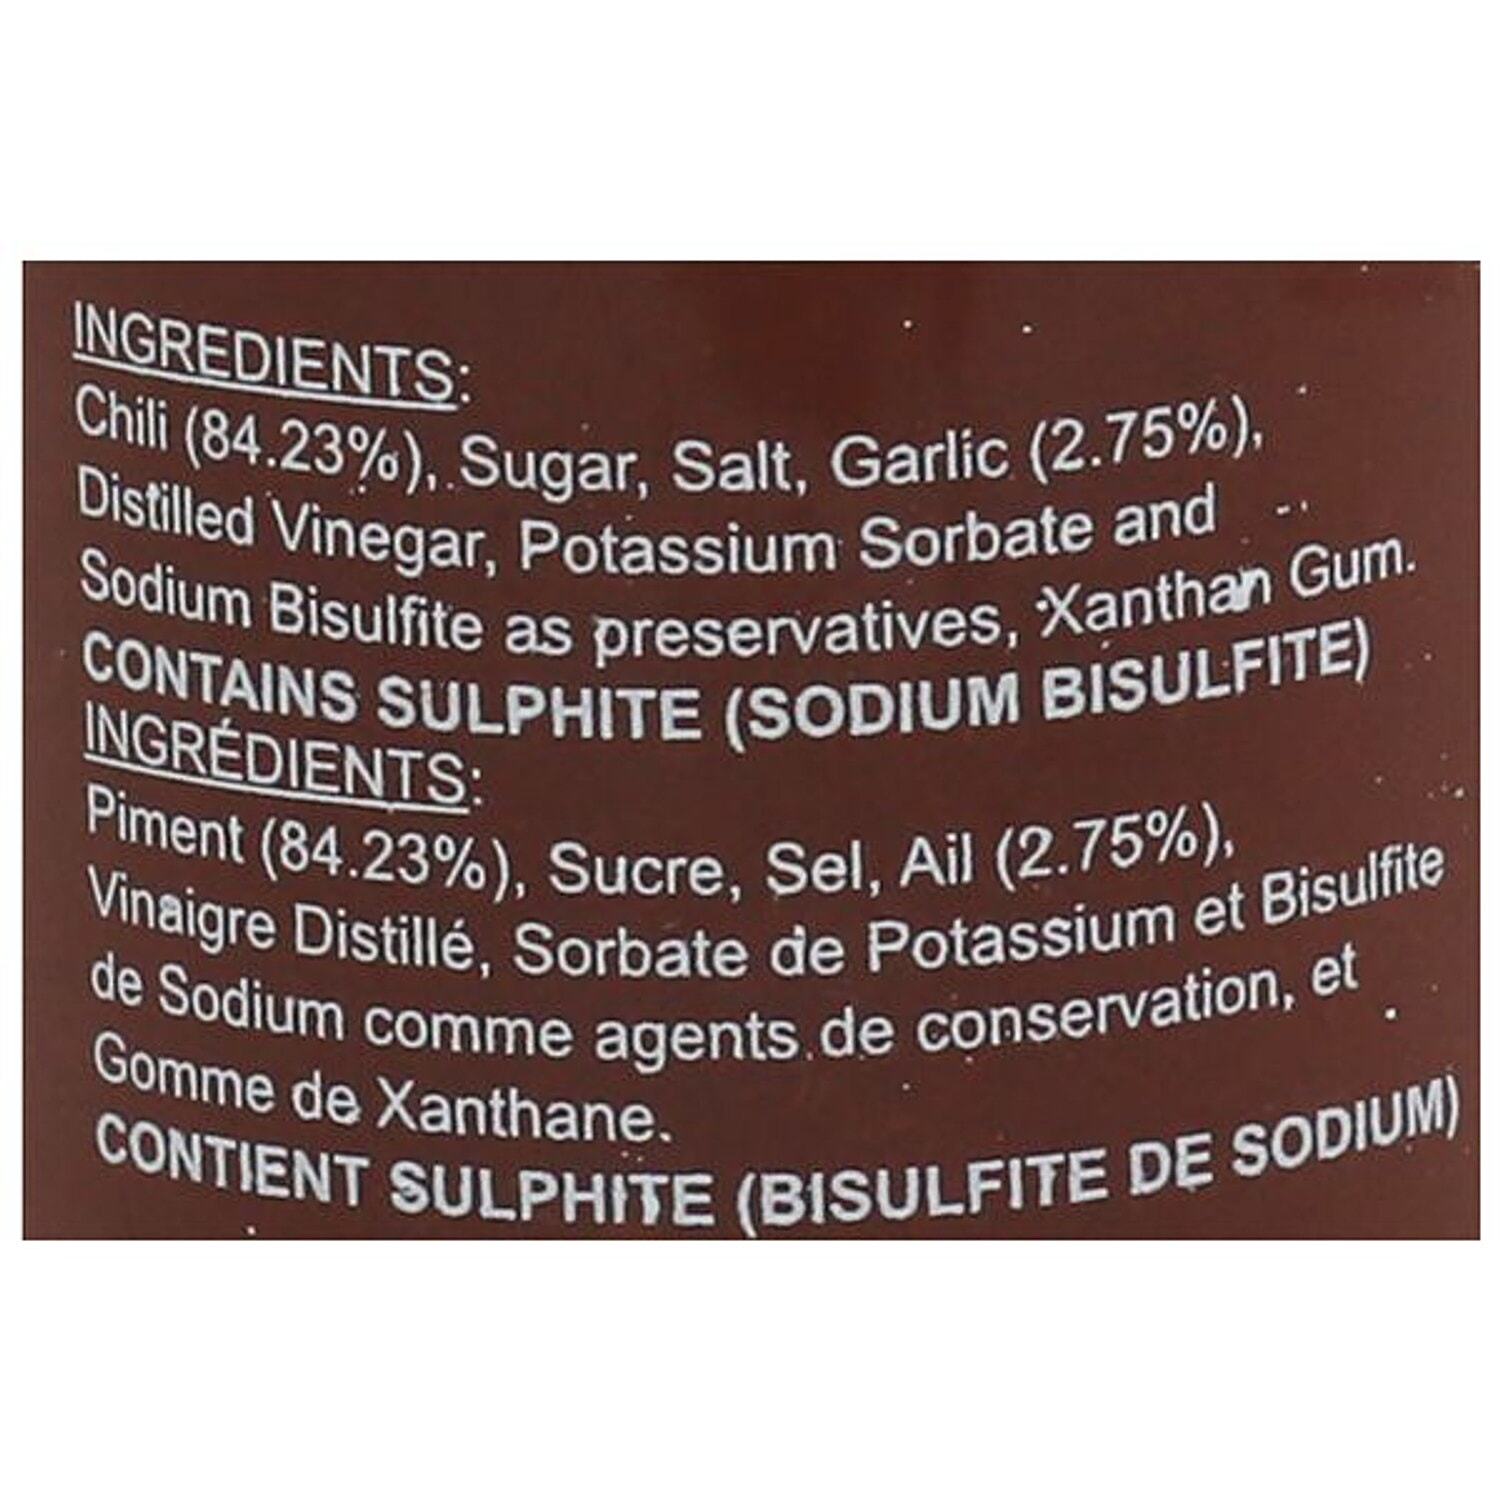 INGREDIENTS:
Chili (84.23%), Sugar, Salt, Garlic (2.75%),
Distilled Vinegar, Potassium Sorbate and
Sodium Bisulfite as preservatives, Xanthan Gum.
CONTAINS SULPHITE (SODIUM BISULFITE)
INGRÉDIENTS:
Piment (84.23%), Sucre, Sel, Ail (2.75%),
Vinaigre Distillé, Sorbate de Potassium et Bisulfite
de Sodium comme agents de conservation, et
Gomme de Xanthane.
CONTIENT SULPHITE (BISULFITE DE SODIUM)